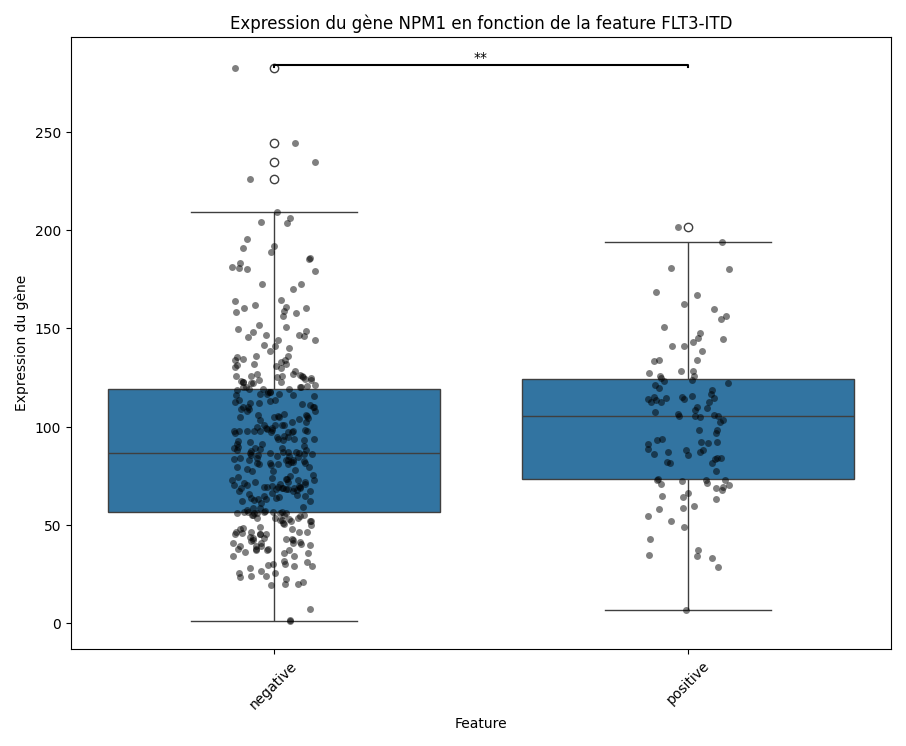 Expression du gène NPM1 en fonction de la feature FLT3-ITD
**
Expression du gène
250
200
150
100
50
0
negative
positive
Feature